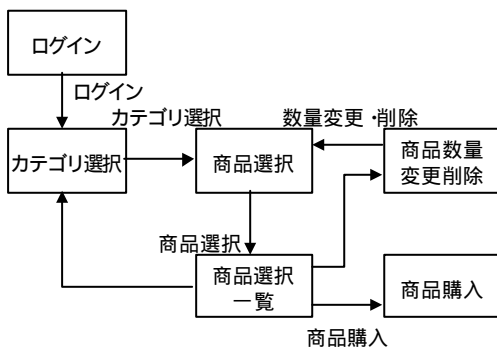 ログイン
ログイン
カテゴリ選択
数量変更・削除
カテゴリ選択
商品選択
商品数量
変更削除
商品選択
商品選択
一覧
商品購入
商品購入